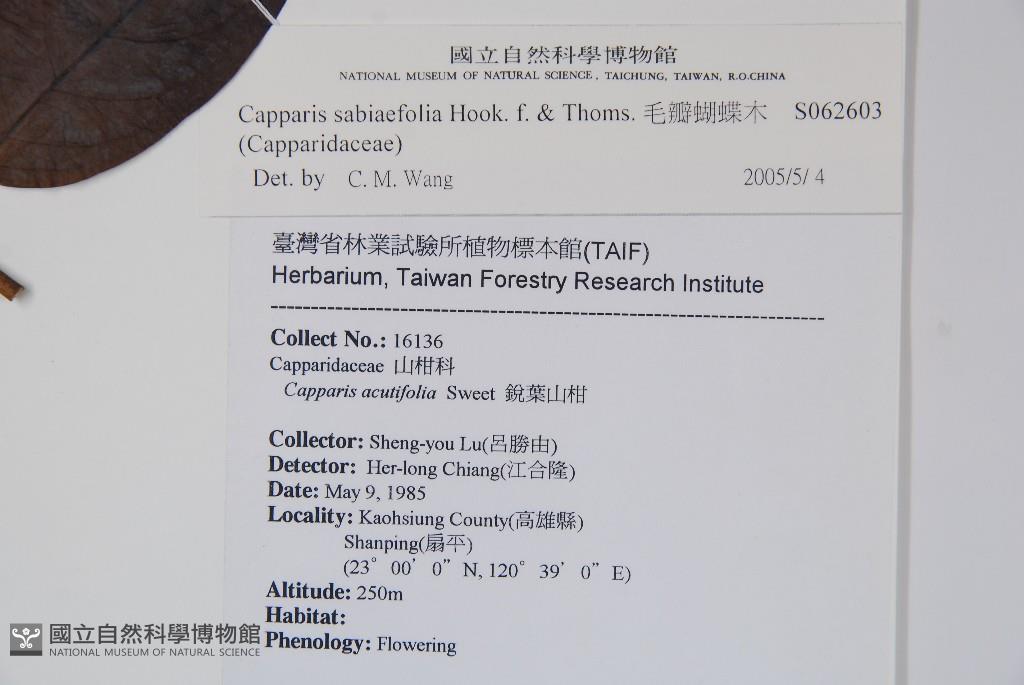 國立自然科學博物館
NATIONAL MUSEUM OF NATURAL SCIENCE, TAICHUNG, TAIWAN, R.O.CHINA
Capparis sabiaefolia Hook. f. & Thoms. 毛瓣蝴蝶木 S062603
(Capparidaceae)
Det. by C. M. Wang 2005/5/ 4
臺灣省林業試驗所植物標本館(TAIF)
Herbarium, Taiwan Forestry Research Institute
Collect No.: 16136
Capparidaceae 山柑科
Capparis acutifolia Sweet 銳葉山柑
Collector: Sheng-you Lu(呂勝由)
Detector: Her-long Chiang(江合隆)
Date: May 9, 1985
Locality: Kaohsiung County(高雄縣)
Shanping(扇平)
(23° 00' 0" N, 120° 39' 0" E)
Altitude: 250m
Habitat:
Phenology: Flowering
國立自然科學博物館
NATIONAL MUSEUM OF NATURAL SCIENCE